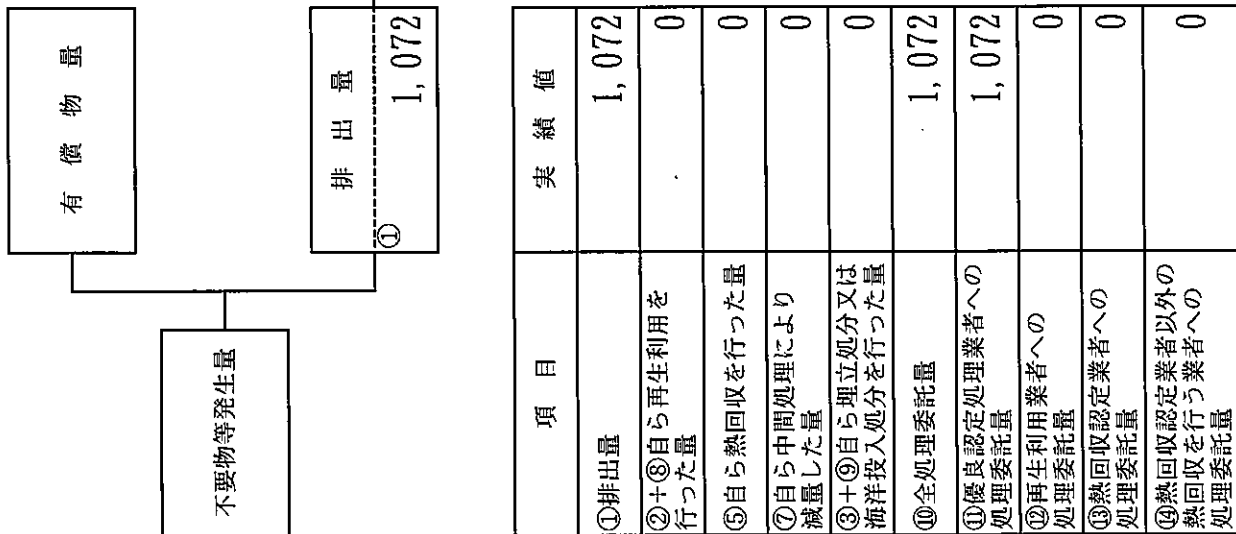 有償物量
不要物等発生量
排出量
① 1,072
項目 実績値
①排出量 1,072
②+⑧自ら再生利用を
行った量 0
⑤自ら熱回収を行った量 0
⑦自ら中間処理により
減量した量 0
③+⑨自ら埋立処分又は
海洋投入処分を行った量 0
⑩全処理委託量 1,072
⑪優良認定処理業者への
処理委託量 1,072
⑫再生利用業者への
処理委託量 0
⑬熱回収認定業者への
処理委託量 0
⑭熱回収認定業者以外の
熱回収を行う業者への
処理委託量 0